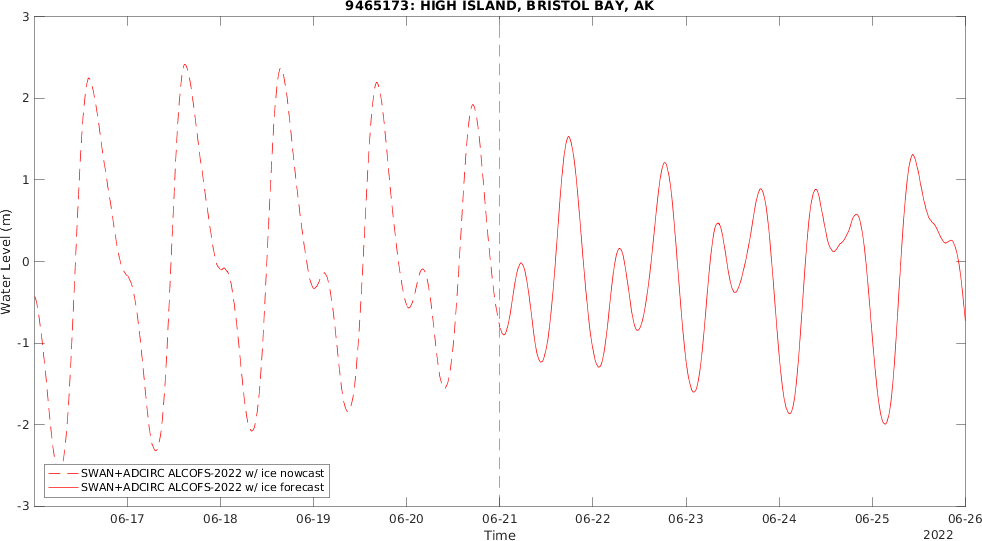 9465173: HIGH ISLAND, BRISTOL BAY, AK
3
2
1
0
-1
-2
-3
Water Level (m)
SWAN+ADCIRC ALCOFS-2022 w/ ice nowcast
SWAN+ADCIRC ALCOFS-2022 w/ ice forecast
06-17 06-18 06-19 06-20 06-21 06-22 06-23 06-24 06-25 06-26
Time
2022